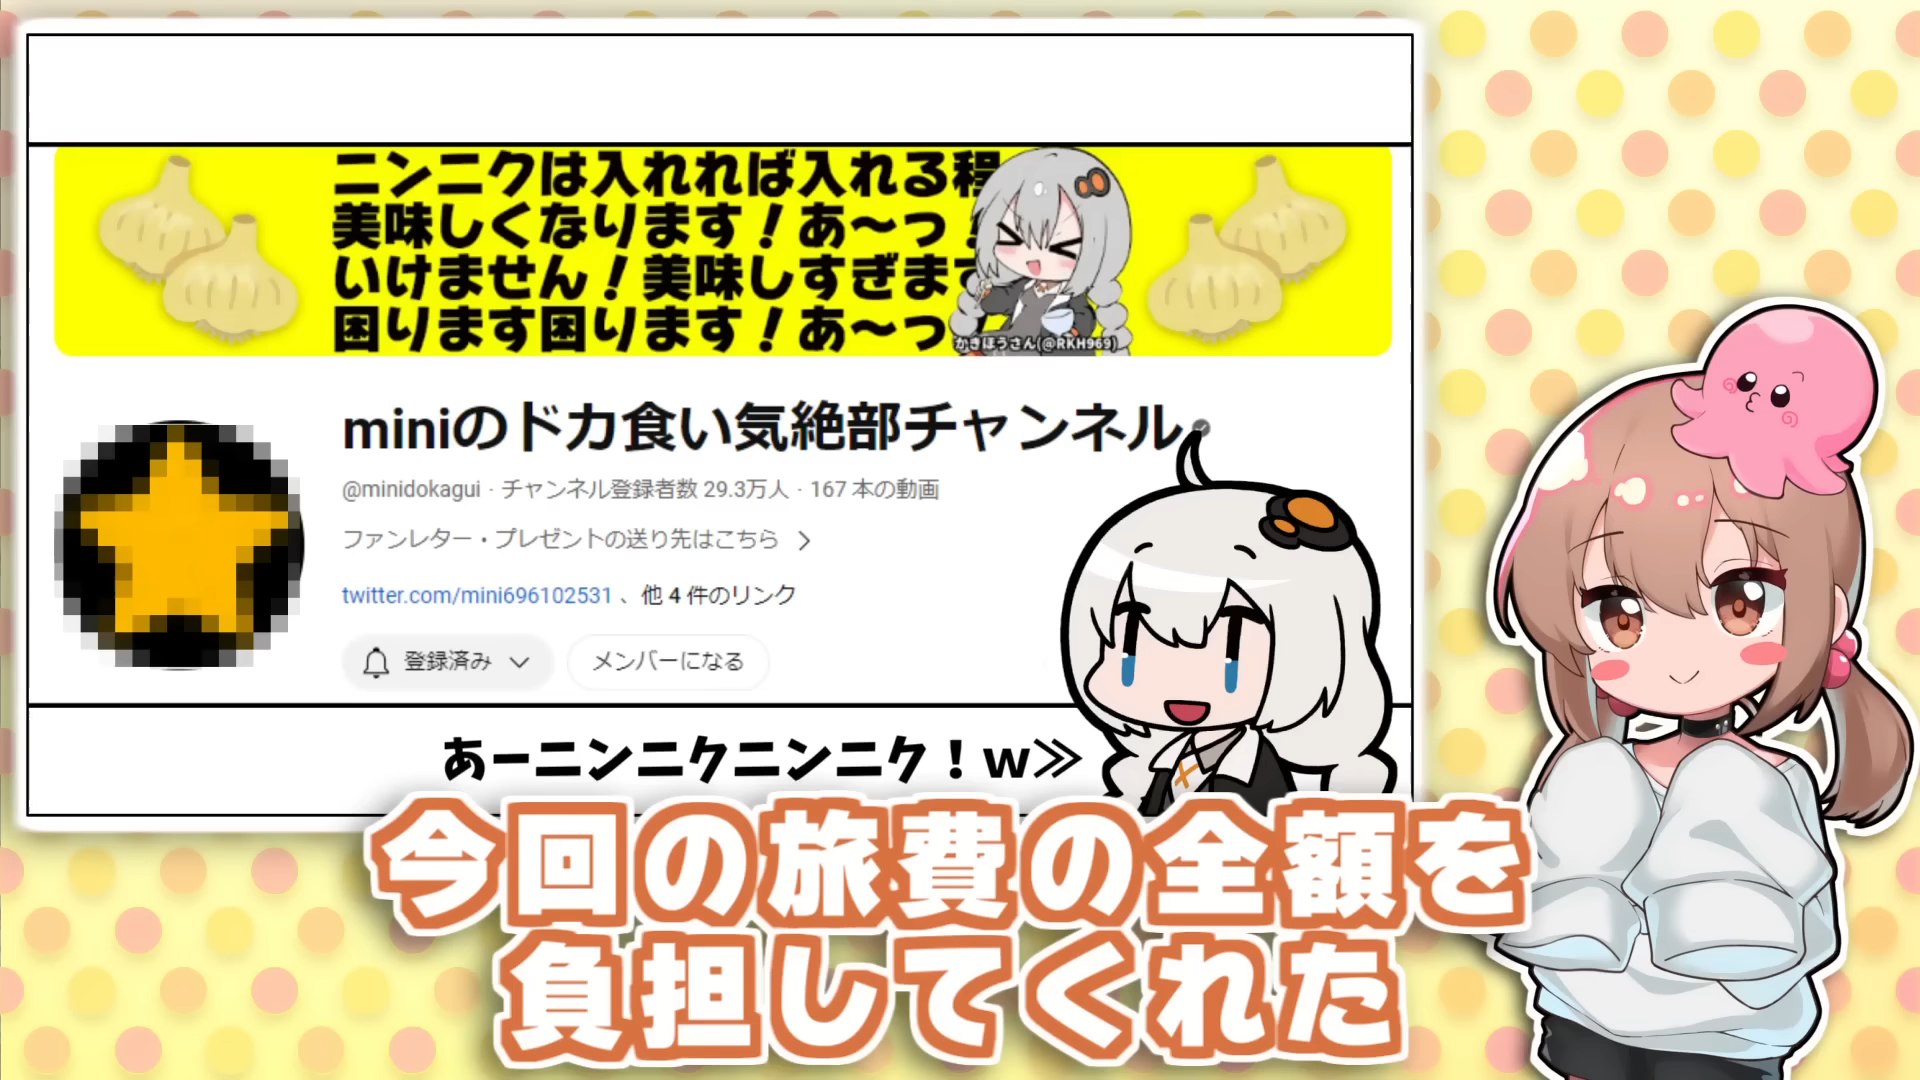 ニンニクは入れれば入れる程
美味しくなります！あ〜っ！
いけません！美味しすぎます
困ります困ります！あ〜っ
かきほうさん(@RKH969)
miniのドカ食い気絶部チャンネル
@minidokagui · チャンネル登録者数 29.3万人 · 167 本の動画
ファンレター・プレゼントの送り先はこちら
twitter.com/mini696102531 、他 4 件のリンク
登録済み
メンバーになる
あーニンニクニンニク！w≫
今回の旅費の全額を
負担してくれた